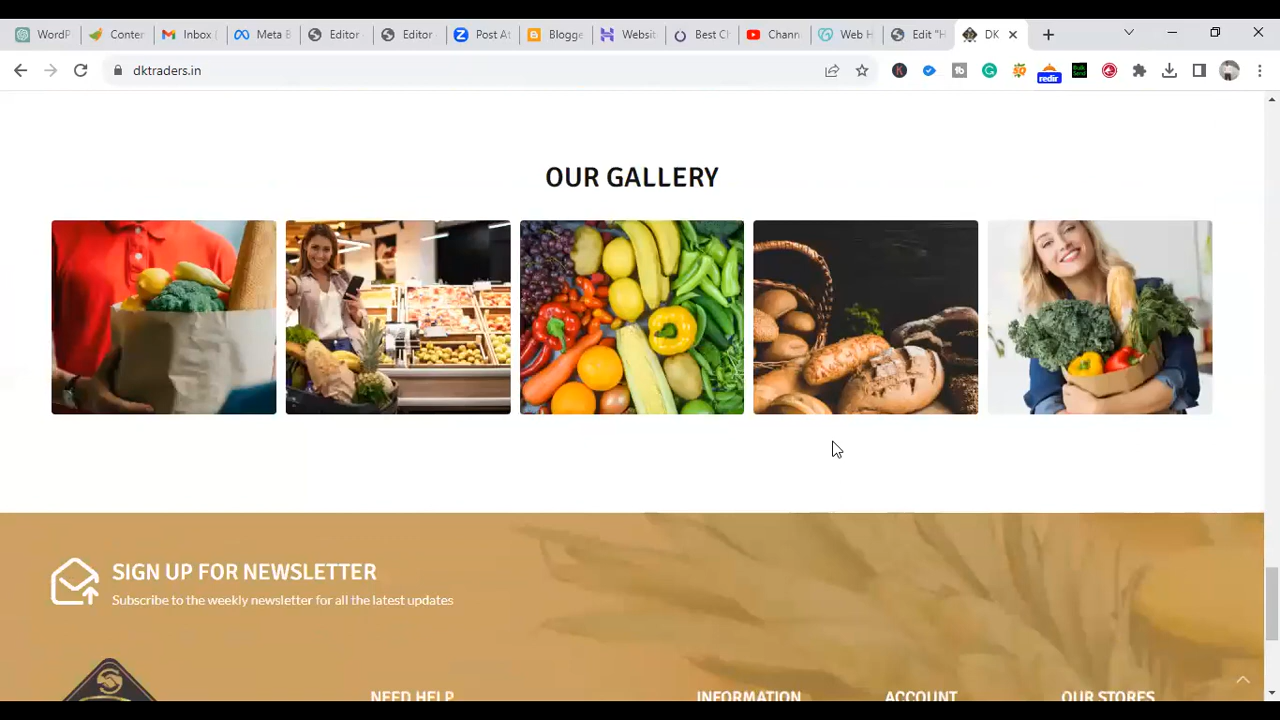 WordP
Conter
Inbox (
Meta B
Editor
Editor
Post At
Blogge
Websit
Best Cl
Chann
Web H
Edit "H
DK
dktraders.in
redir
OUR GALLERY
SIGN UP FOR NEWSLETTER
Subscribe to the weekly newsletter for all the latest updates
NEED HELP
INFORMATION
ACCOUNT
OUR STORES